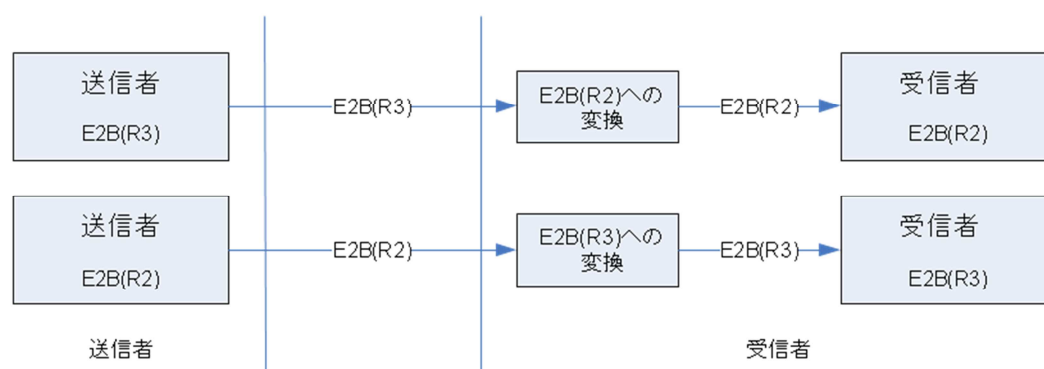 送信者
E2B(R3)
E2B(R3)
E2B(R2)への
変換
E2B(R2)
受信者
E2B(R2)
送信者
E2B(R2)
E2B(R2)
E2B(R3)への
変換
E2B(R3)
受信者
E2B(R3)
送信者
受信者